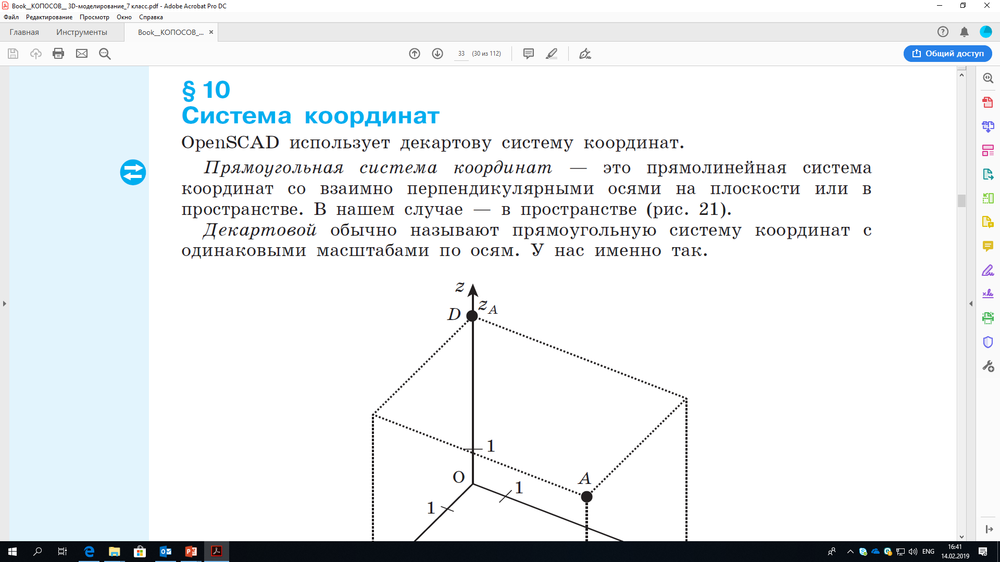 Book__КОПОСОВ__ 3D-моделирование_7 класс.pdf - Adobe Acrobat Pro DC
Файл Редактирование Просмотр Окно Справка
Главная Инструменты Book__КОПОСОВ_... ×
33 (30 из 112) Общий доступ
§ 10
Система координат
OpenSCAD использует декартову систему координат.
Прямоугольная система координат — это прямолинейная система
координат со взаимно перпендикулярными осями на плоскости или в
пространстве. В нашем случае — в пространстве (рис. 21).
Декартовой обычно называют прямоугольную систему координат с
одинаковыми масштабами по осям. У нас именно так.
z
D zA
1
O
A
1
1
ENG
16:41
14.02.2019